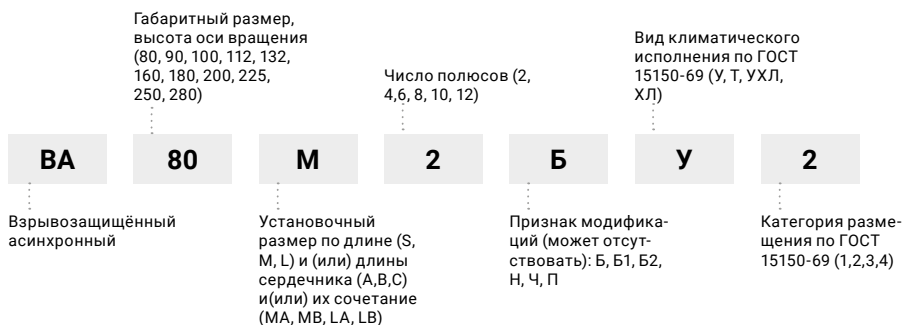 Габаритный размер,
высота оси вращения
(80, 90, 100, 112, 132,
160, 180, 200, 225,
250, 280)
Число полюсов (2,
4,6, 8, 10, 12)
Вид климатического
исполнения по ГОСТ
15150-69 (У, Т, УХЛ,
ХЛ)
ВА 80 М 2 Б У 2
Взрывозащищённый
асинхронный
Установочный
размер по длине (S,
M, L) и (или) длины
сердечника (A,B,C)
и(или) их сочетание
(MA, MB, LA, LB)
Признак модифика-
ций (может отсут-
ствовать): Б, Б1, Б2,
Н, Ч, П
Категория разме-
щения по ГОСТ
15150-69 (1,2,3,4)